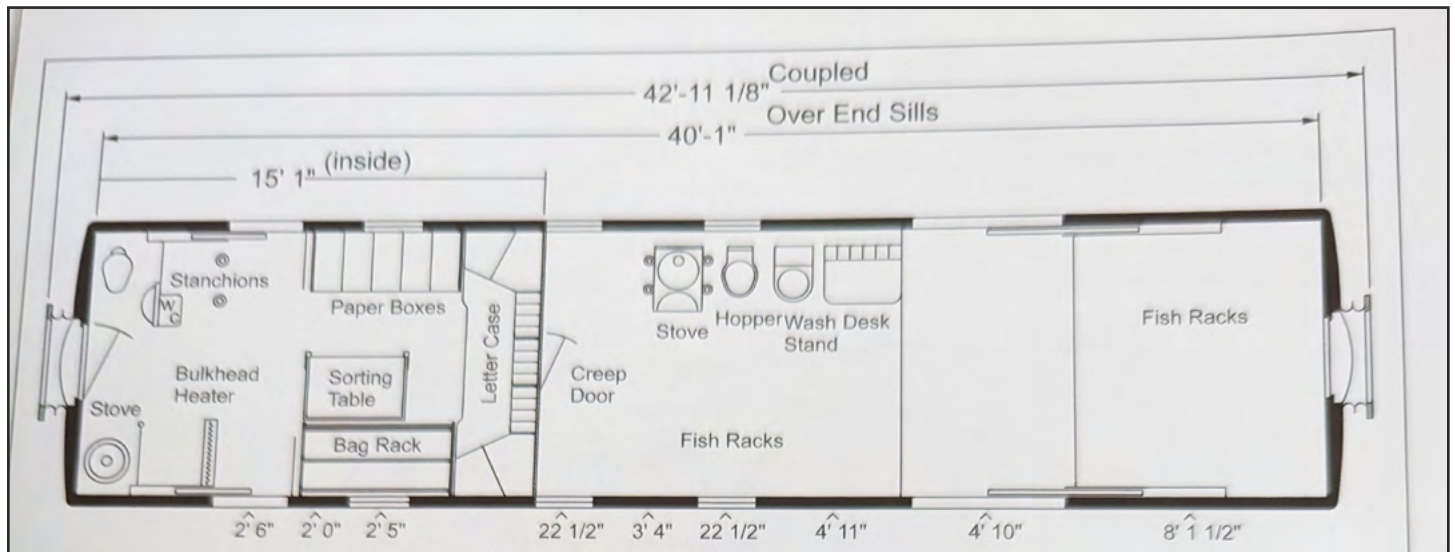 Coupled
42'-11 1/8"
Over End Sills
40'-1"
(inside)
15' 1"
Stanchions
W
C
Paper Boxes
Bulkhead
Heater
Sorting
Table
Letter Case
Stove
Bag Rack
Creep
Door
Stove
Hopper
Wash Desk
Stand
Fish Racks
Fish Racks
2' 6"
2' 0"
2' 5"
22 1/2"
3' 4"
22 1/2"
4' 11"
4' 10"
8' 1 1/2"